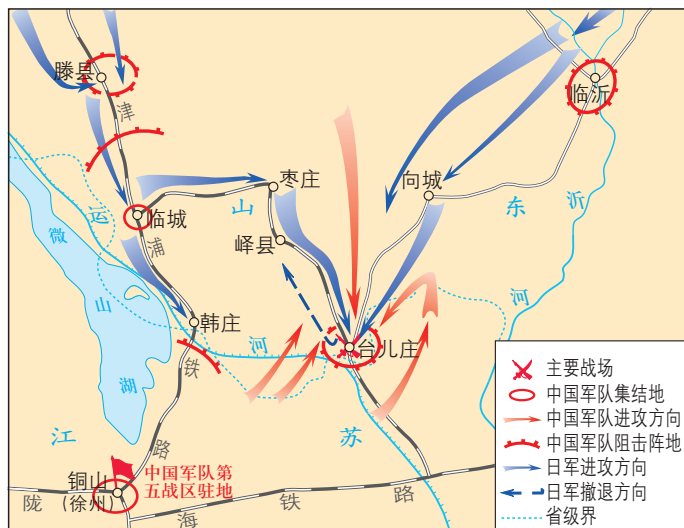 滕县
津
临沂
运
临城
枣庄
山
向城
东
沂
微
浦
峄县
山
韩庄
河
台儿庄
河
湖
铁
江
苏
路
铜山
(徐州)
中国军队第
五战区驻地
陇
海
铁
路
主要战场
中国军队集结地
中国军队进攻方向
中国军队阻击阵地
日军进攻方向
日军撤退方向
省级界